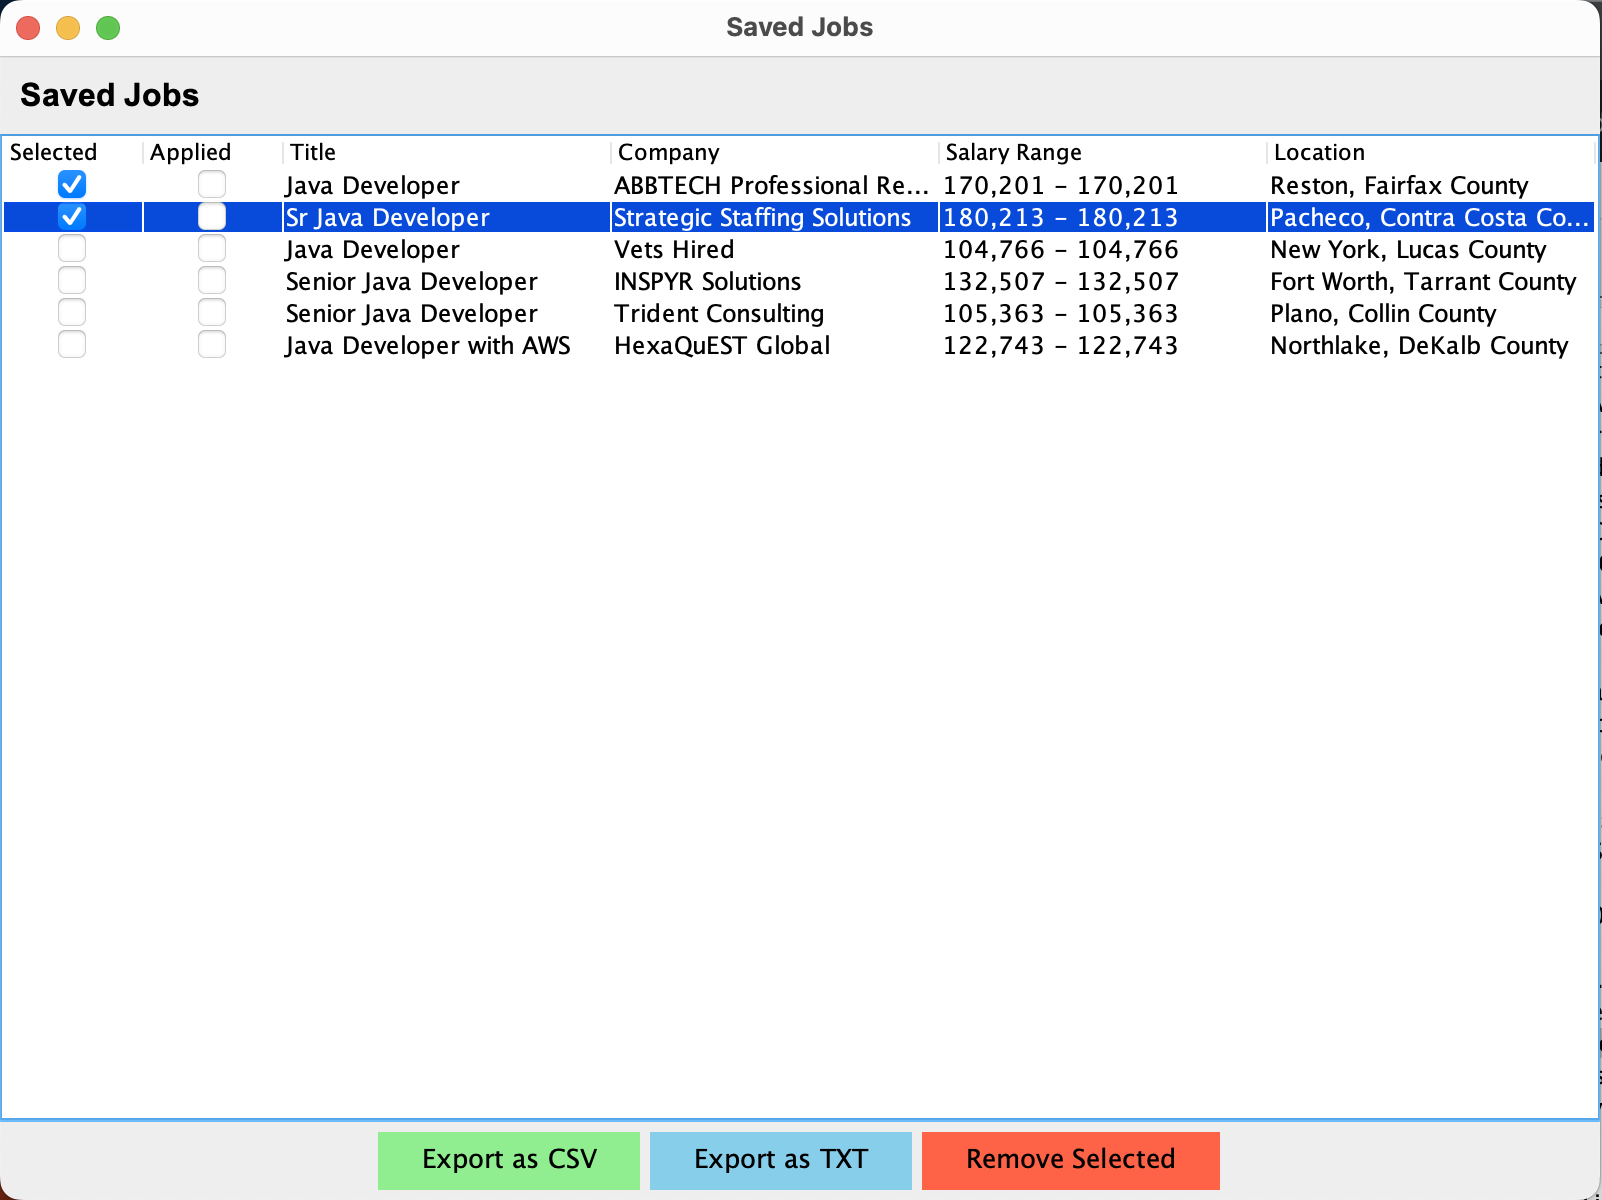 Saved Jobs
Saved Jobs
Selected Applied Title Company Salary Range Location
Java Developer ABBTECH Professional Re... 170,201 - 170,201 Reston, Fairfax County
Sr Java Developer Strategic Staffing Solutions 180,213 - 180,213 Pacheco, Contra Costa Co...
Java Developer Vets Hired 104,766 - 104,766 New York, Lucas County
Senior Java Developer INSPYR Solutions 132,507 - 132,507 Fort Worth, Tarrant County
Senior Java Developer Trident Consulting 105,363 - 105,363 Plano, Collin County
Java Developer with AWS HexaQuEST Global 122,743 - 122,743 Northlake, DeKalb County
Export as CSV Export as TXT Remove Selected